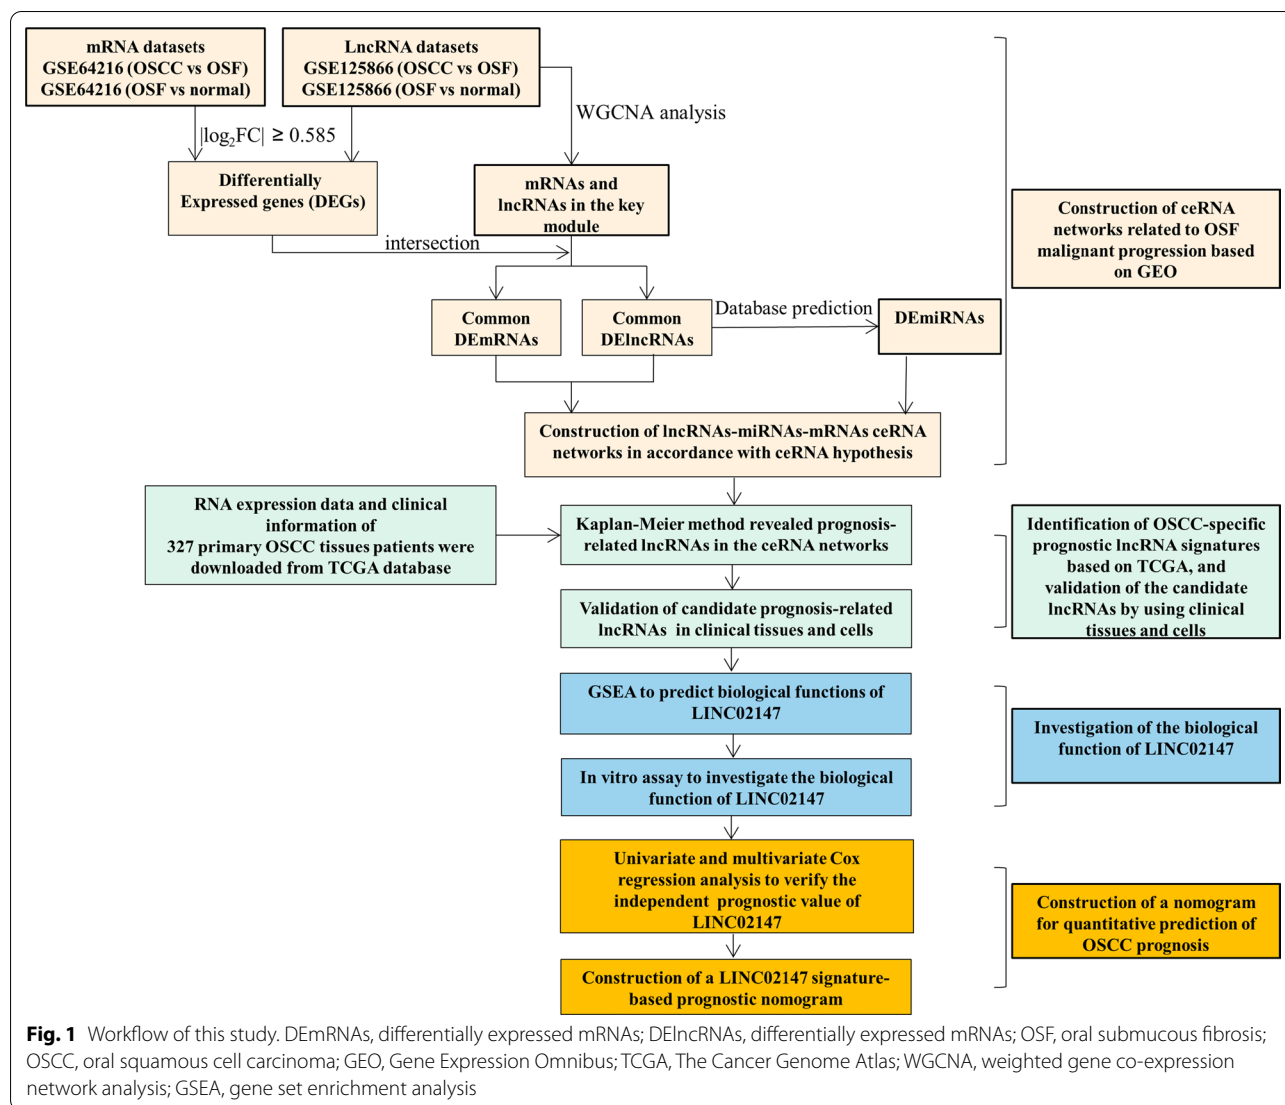 mRNA datasets
GSE64216 (OSCC vs OSF)
GSE64216 (OSF vs normal)
LncRNA datasets
GSE125866 (OSCC vs OSF)
GSE125866 (OSF vs normal)
WGCNA analysis
|log₂FC| ≥ 0.585
Differentially
Expressed genes (DEGs)
mRNAs and
lncRNAs in the key
module
intersection
Construction of ceRNA
networks related to OSF
malignant progression based
on GEO
Common
DEmRNAs
Common
DElncRNAs
Database prediction
DEmiRNAs
Construction of lncRNAs-miRNAs-mRNAs ceRNA
networks in accordance with ceRNA hypothesis
RNA expression data and clinical
information of
327 primary OSCC tissues patients were
downloaded from TCGA database
Kaplan-Meier method revealed prognosis-
related lncRNAs in the ceRNA networks
Identification of OSCC-specific
prognostic lncRNA signatures
based on TCGA, and
validation of the candidate
lncRNAs by using clinical
tissues and cells
Validation of candidate prognosis-related
lncRNAs in clinical tissues and cells
GSEA to predict biological functions of
LINC02147
Investigation of the biological
function of LINC02147
In vitro assay to investigate the biological
function of LINC02147
Univariate and multivariate Cox
regression analysis to verify the
independent prognostic value of
LINC02147
Construction of a nomogram
for quantitative prediction of
OSCC prognosis
Construction of a LINC02147 signature-
based prognostic nomogram
Fig. 1 Workflow of this study. DEmRNAs, differentially expressed mRNAs; DElncRNAs, differentially expressed mRNAs; OSF, oral submucous fibrosis;
OSCC, oral squamous cell carcinoma; GEO, Gene Expression Omnibus; TCGA, The Cancer Genome Atlas; WGCNA, weighted gene co-expression
network analysis; GSEA, gene set enrichment analysis